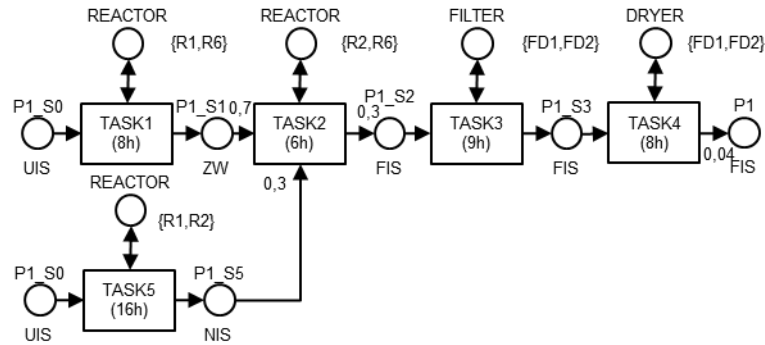 REACTOR
{R1,R6}
REACTOR
{R2,R6}
FILTER
{FD1,FD2}
DRYER
{FD1,FD2}
P1_S0
UIS
TASK1
(8h)
P1_S1
ZW
0,7
TASK2
(6h)
0,3
P1_S2
FIS
TASK3
(9h)
P1_S3
FIS
TASK4
(8h)
0,04
P1
FIS
0,3
REACTOR
{R1,R2}
P1_S0
UIS
TASK5
(16h)
P1_S5
NIS